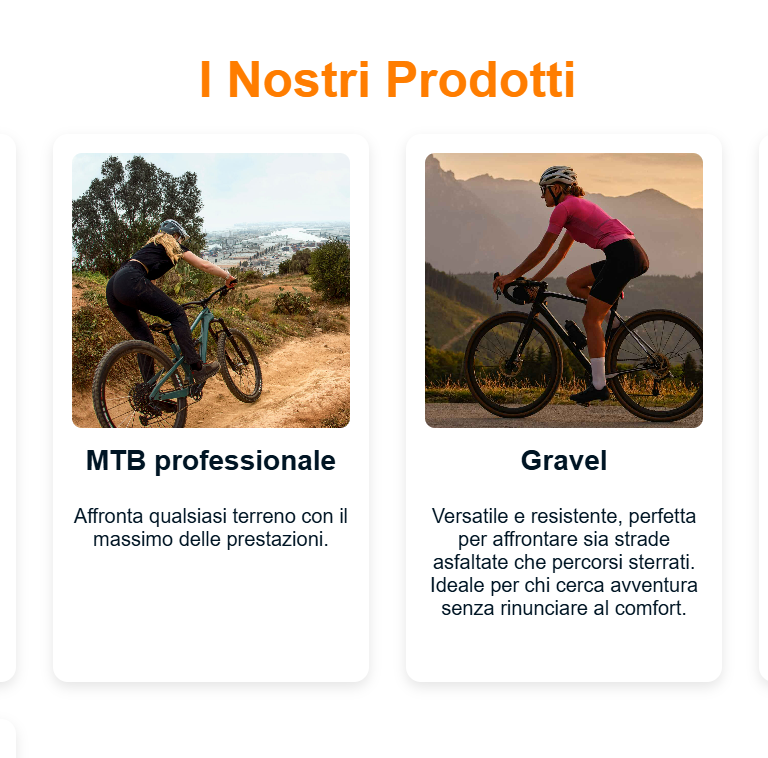 I Nostri Prodotti
MTB professionale
Affronta qualsiasi terreno con il
massimo delle prestazioni.
Gravel
Versatile e resistente, perfetta
per affrontare sia strade
asfaltate che percorsi sterrati.
Ideale per chi cerca avventura
senza rinunciare al comfort.